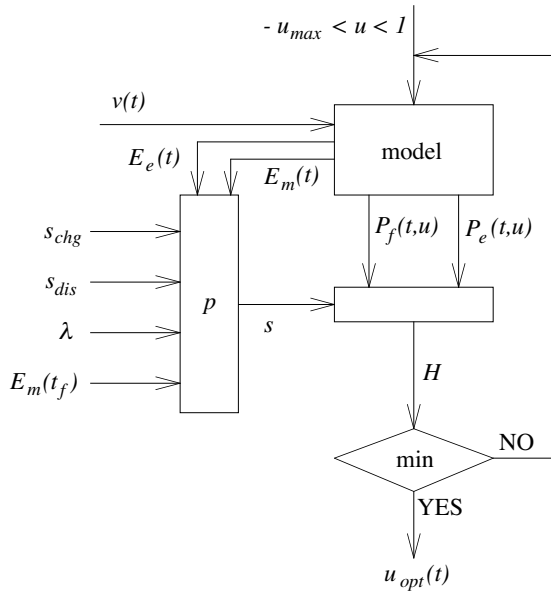 - u_max < u < 1
v(t)
model
E_e(t)
E_m(t)
P_f(t,u)
P_e(t,u)
s_chg
s_dis
p
s
λ
E_m(t_f)
H
min
NO
YES
u_opt(t)